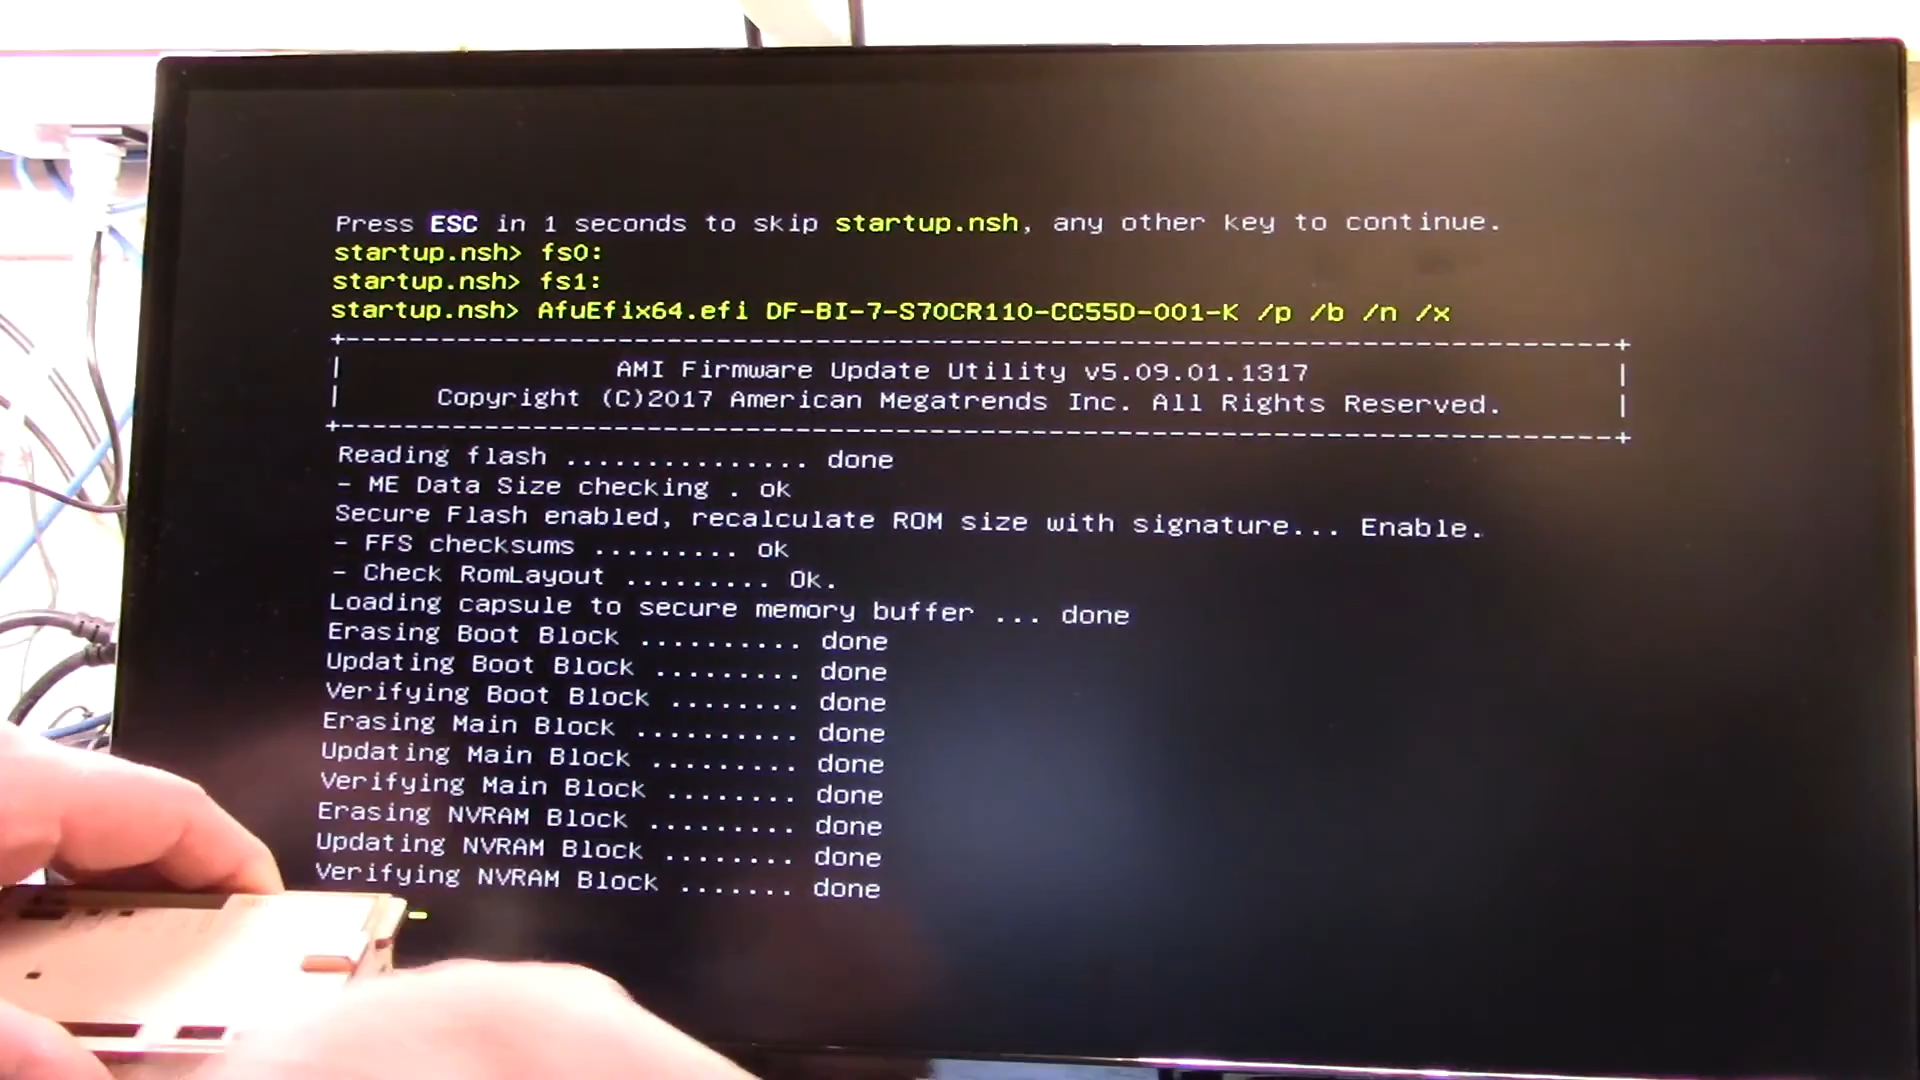 Press ESC in 1 seconds to skip startup.nsh, any other key to continue.
startup.nsh> fs0:
startup.nsh> fs1:
startup.nsh> AfuEfix64.efi DF-BI-7-S70CR110-CC55D-001-K /p /b /n /x
+---------------------------------------------------------------------------+
| AMI Firmware Update Utility v5.09.01.1317 |
| Copyright (C)2017 American Megatrends Inc. All Rights Reserved. |
+---------------------------------------------------------------------------+
Reading flash ............... done
- ME Data Size checking . ok
Secure Flash enabled, recalculate ROM size with signature... Enable.
- FFS checksums ......... ok
- Check RomLayout ......... Ok.
Loading capsule to secure memory buffer ... done
Erasing Boot Block .......... done
Updating Boot Block ......... done
Verifying Boot Block ........ done
Erasing Main Block .......... done
Updating Main Block ......... done
Verifying Main Block ........ done
Erasing NVRAM Block ......... done
Updating NVRAM Block ........ done
Verifying NVRAM Block ....... done